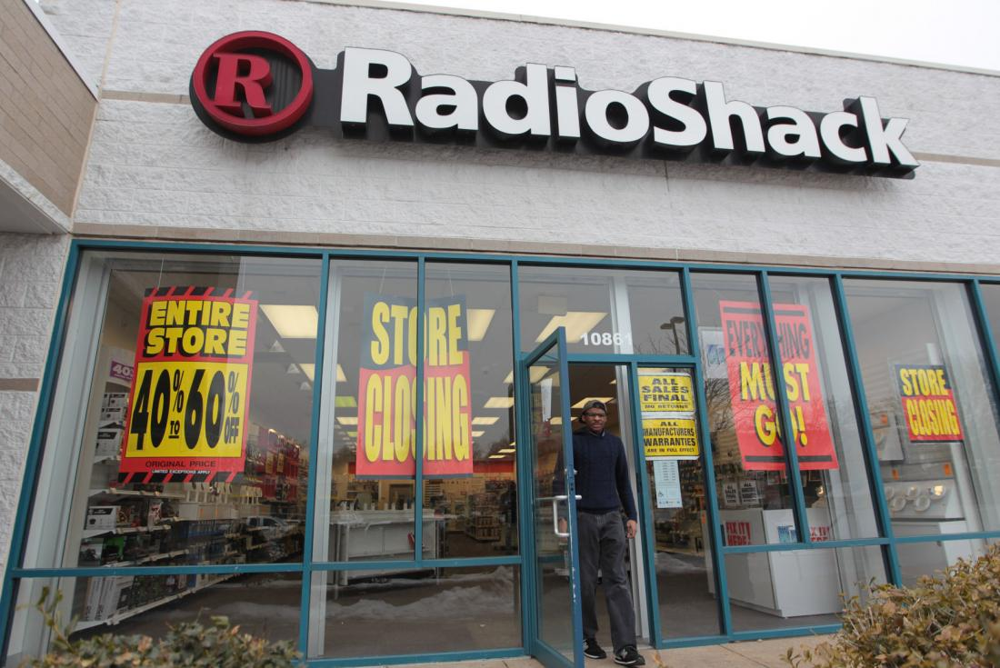 R RadioShack
10861
ENTIRE
STORE
40% to 60% OFF
ORIGINAL PRICE
LIMITED EXCEPTIONS APPLY
STORE
CLOSING
ALL
SALES
FINAL
NO RETURNS
ALL
MANUFACTURERS
WARRANTIES
ARE IN FULL EFFECT
EVERYTHING
MUST
GO!
STORE
CLOSING
FIX IT
HERE